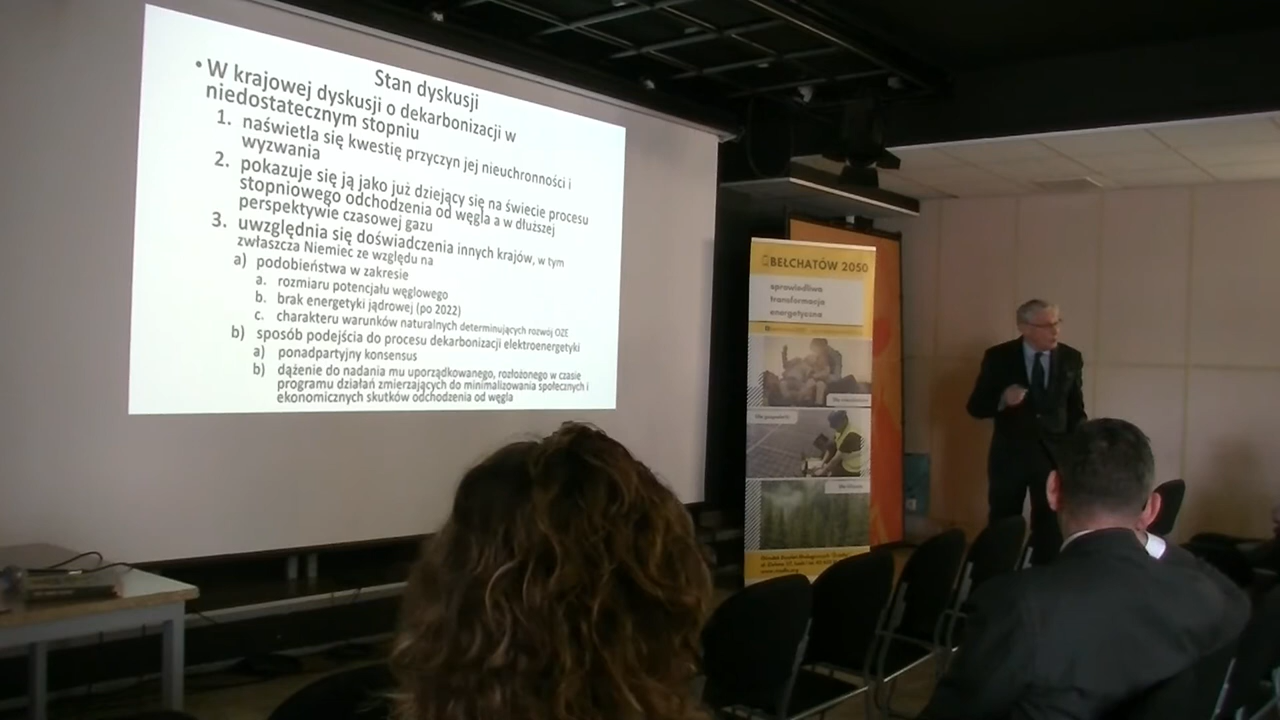 Stan dyskusji
• W krajowej dyskusji o dekarbonizacji w
niedostatecznym stopniu
1. naświetla się kwestię przyczyn jej nieuchronności i
wyzwania
2. pokazuje się ją jako już dziejący się na świecie procesu
stopniowego odchodzenia od węgla a w dłuższej
perspektywie czasowej gazu
3. uwzględnia się doświadczenia innych krajów, w tym
zwłaszcza Niemiec ze względu na
a) podobieństwa w zakresie
a. rozmiaru potencjału węglowego
b. brak energetyki jądrowej (po 2022)
c. charakteru warunków naturalnych determinujących rozwój OZE
b) sposób podejścia do procesu dekarbonizacji elektroenergetyki
a) ponadpartyjny konsensus
b) dążenie do nadania mu uporządkowanego, rozłożonego w czasie
programu działań zmierzających do minimalizowania społecznych i
ekonomicznych skutków odchodzenia od węgla
BEŁCHATÓW 2050
sprawiedliwa
transformacja
energetyczna